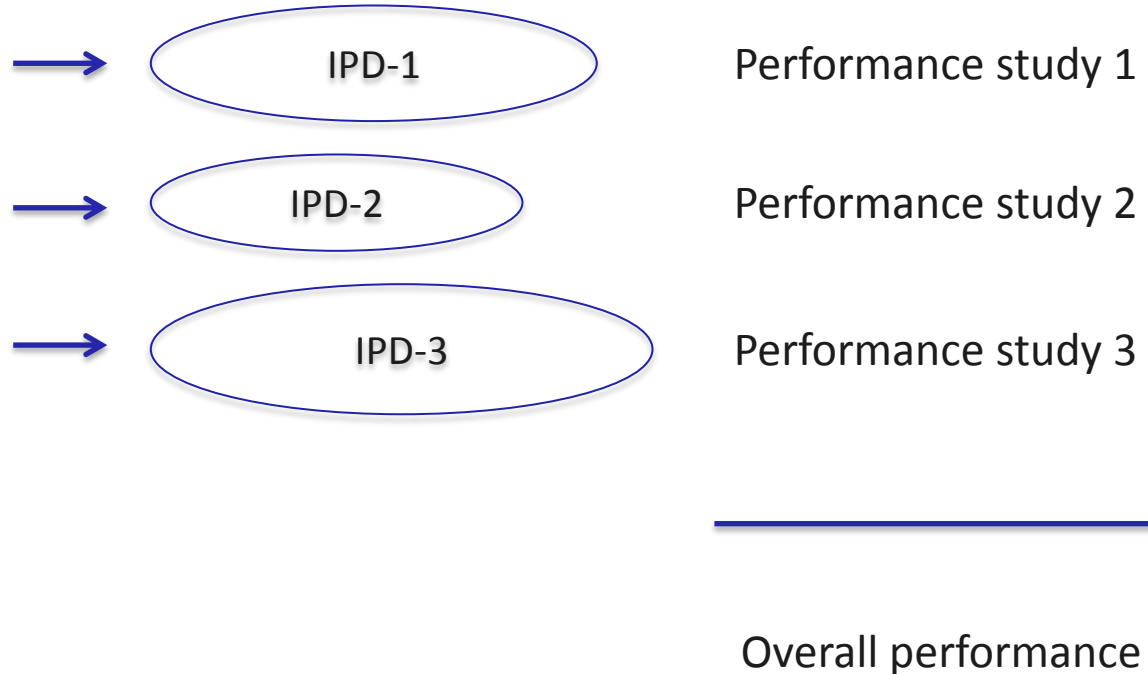 IPD-1 Performance study 1
IPD-2 Performance study 2
IPD-3 Performance study 3
Overall performance